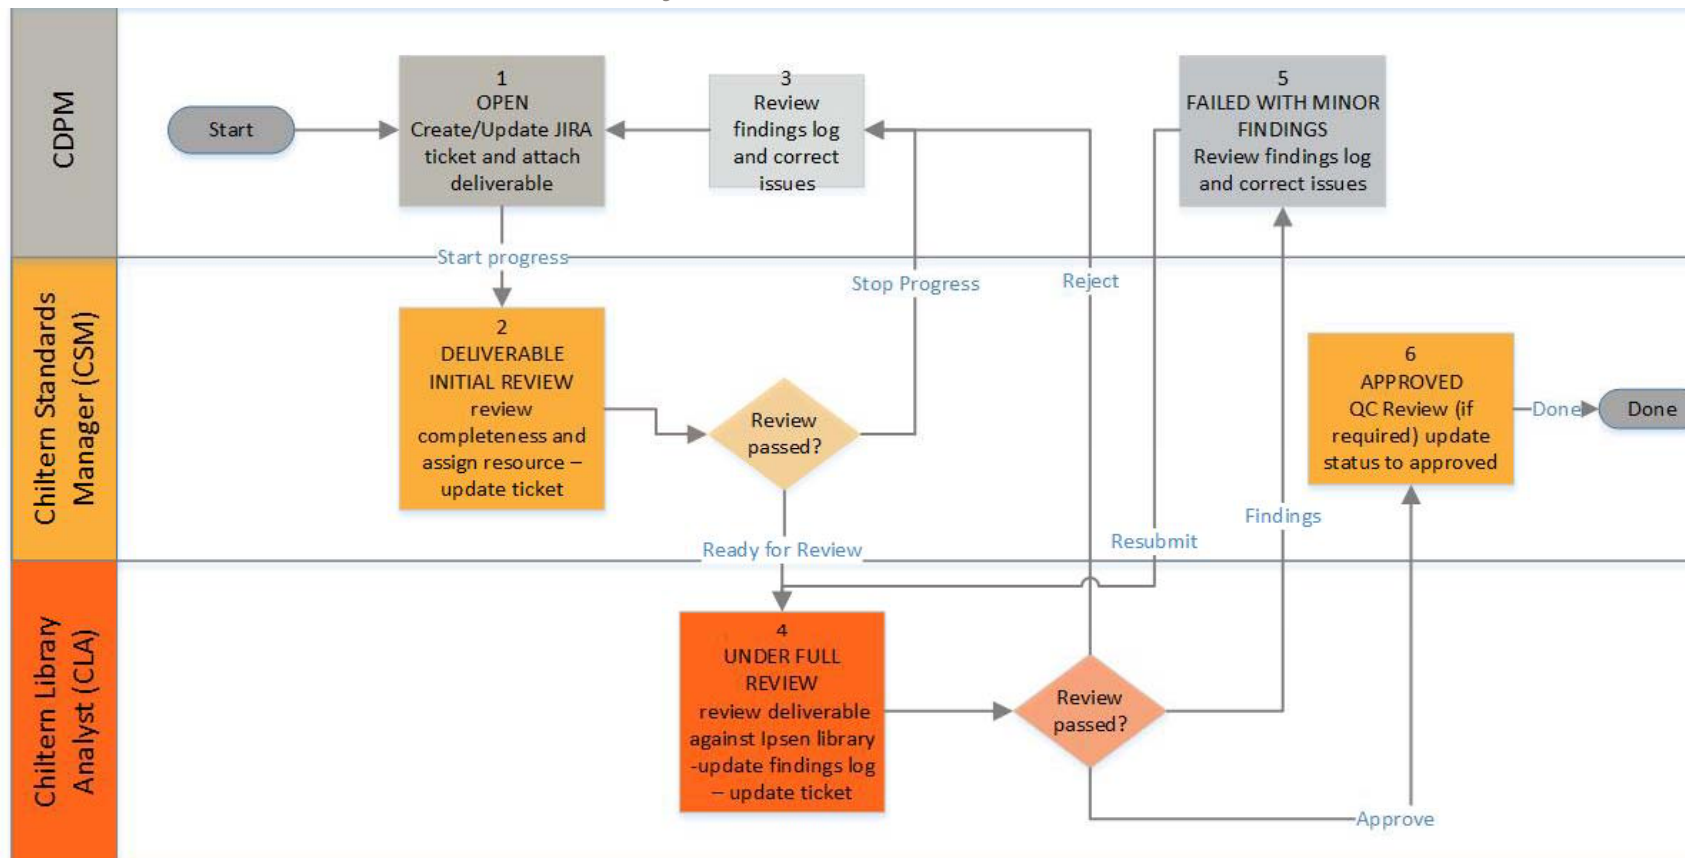 CDPM
Start
1
OPEN
Create/Update JIRA
ticket and attach
deliverable
3
Review
findings log
and correct
issues
5
FAILED WITH MINOR
FINDINGS
Review findings log
and correct issues
Start progress
Stop Progress
Reject
Chiltern Standards
Manager (CSM)
2
DELIVERABLE
INITIAL REVIEW
review
completeness and
assign resource –
update ticket
Review
passed?
6
APPROVED
QC Review (if
required) update
status to approved
Done
Done
Findings
Resubmit
Ready for Review
Chiltern Library
Analyst (CLA)
4
UNDER FULL
REVIEW
review deliverable
against Ipsen library
-update findings log
– update ticket
Review
passed?
Approve